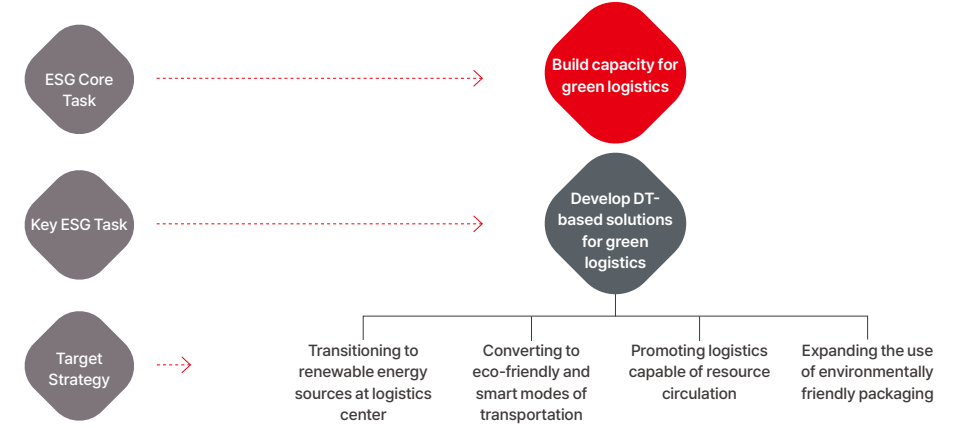 ESG Core
Task
Build capacity for
green logistics
Key ESG Task
Develop DT-
based solutions
for green
logistics
Target
Strategy
Transitioning to
renewable energy
sources at logistics
center
Converting to
eco-friendly and
smart modes of
transportation
Promoting logistics
capable of resource
circulation
Expanding the use
of environmentally
friendly packaging